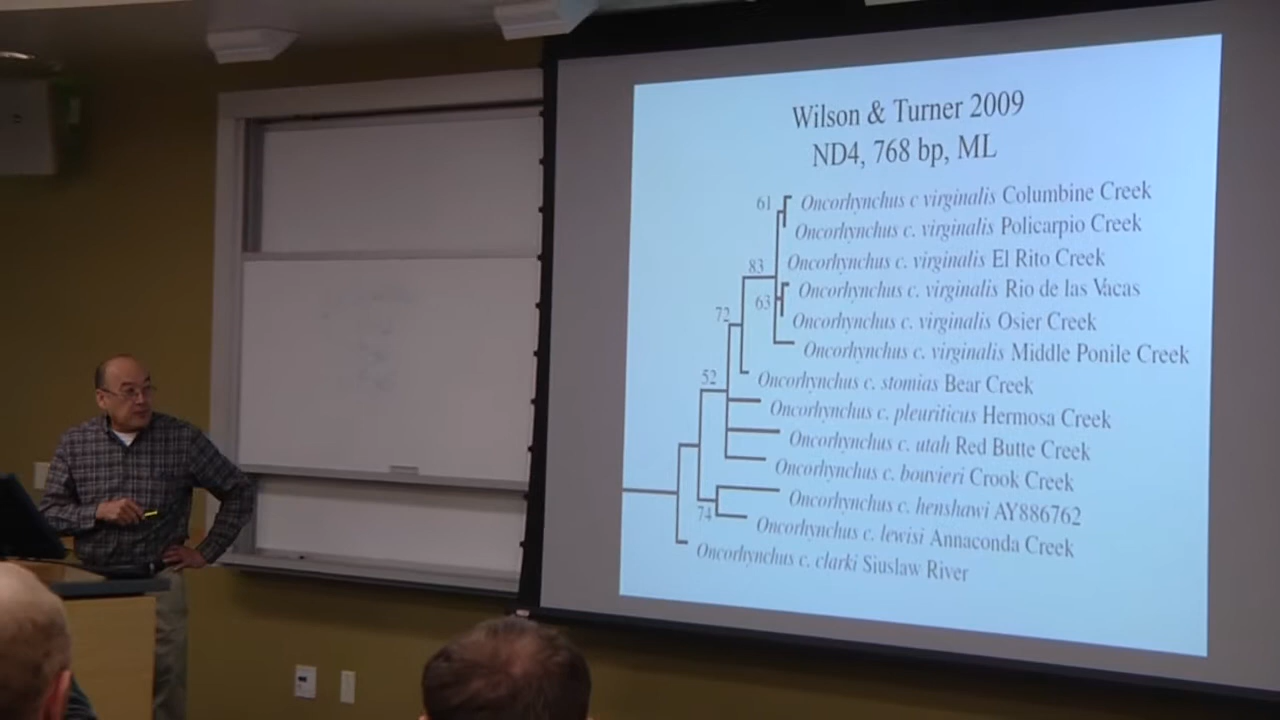 Wilson & Turner 2009
ND4, 768 bp, ML
61 Oncorhynchus c virginalis Columbine Creek
Oncorhynchus c. virginalis Policarpio Creek
83 Oncorhynchus c. virginalis El Rito Creek
63 Oncorhynchus c. virginalis Rio de las Vacas
72 Oncorhynchus c. virginalis Osier Creek
Oncorhynchus c. virginalis Middle Ponile Creek
52 Oncorhynchus c. stomias Bear Creek
Oncorhynchus c. pleuriticus Hermosa Creek
Oncorhynchus c. utah Red Butte Creek
Oncorhynchus c. bouvieri Crook Creek
Oncorhynchus c. henshawi AY886762
74 Oncorhynchus c. lewisi Annaconda Creek
Oncorhynchus c. clarki Siuslaw River